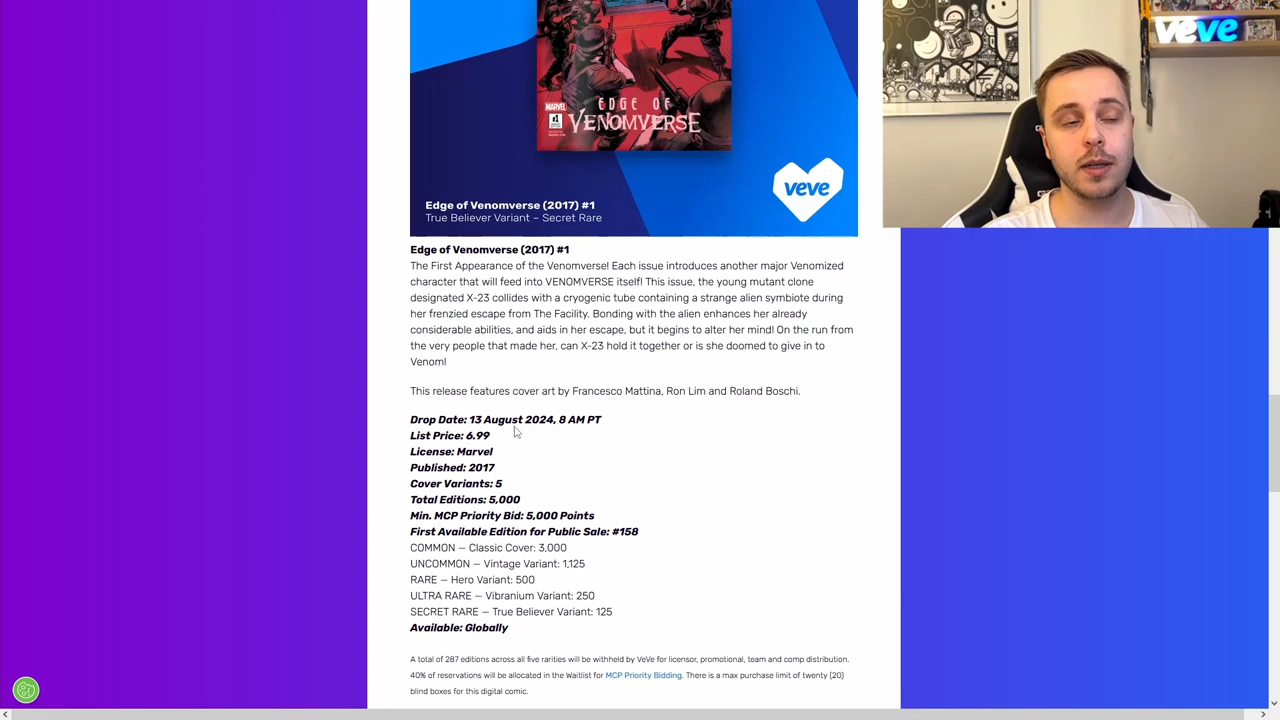 MARVEL
#1
EDGE OF
VENOMVERSE
veve
Edge of Venomverse (2017) #1
True Believer Variant – Secret Rare
veve
Edge of Venomverse (2017) #1
The First Appearance of the Venomverse! Each issue introduces another major Venomized
character that will feed into VENOMVERSE itself! This issue, the young mutant clone
designated X-23 collides with a cryogenic tube containing a strange alien symbiote during
her frenzied escape from The Facility. Bonding with the alien enhances her already
considerable abilities, and aids in her escape, but it begins to alter her mind! On the run from
the very people that made her, can X-23 hold it together or is she doomed to give in to
Venom!
This release features cover art by Francesco Mattina, Ron Lim and Roland Boschi.
Drop Date: 13 August 2024, 8 AM PT
List Price: 6.99
License: Marvel
Published: 2017
Cover Variants: 5
Total Editions: 5,000
Min. MCP Priority Bid: 5,000 Points
First Available Edition for Public Sale: #158
COMMON — Classic Cover: 3,000
UNCOMMON — Vintage Variant: 1,125
RARE — Hero Variant: 500
ULTRA RARE — Vibranium Variant: 250
SECRET RARE — True Believer Variant: 125
Available: Globally
A total of 287 editions across all five rarities will be withheld by VeVe for licensor, promotional, team and comp distribution.
40% of reservations will be allocated in the Waitlist for MCP Priority Bidding. There is a max purchase limit of twenty (20)
blind boxes for this digital comic.